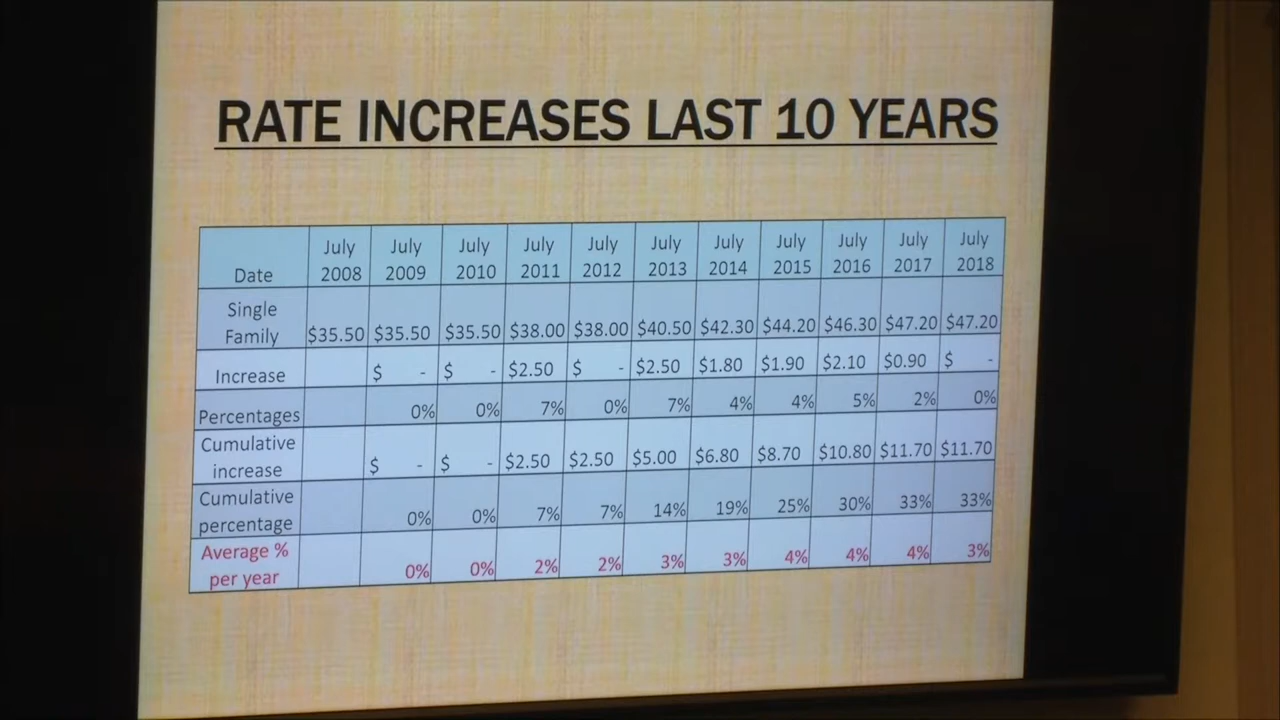 RATE INCREASES LAST 10 YEARS
Date July 2008 July 2009 July 2010 July 2011 July 2012 July 2013 July 2014 July 2015 July 2016 July 2017 July 2018
Single Family $35.50 $35.50 $35.50 $38.00 $38.00 $40.50 $42.30 $44.20 $46.30 $47.20 $47.20
Increase $ - $ - $2.50 $ - $2.50 $1.80 $1.90 $2.10 $0.90 $ -
Percentages 0% 0% 7% 0% 7% 4% 4% 5% 2% 0%
Cumulative increase $ - $ - $2.50 $2.50 $5.00 $6.80 $8.70 $10.80 $11.70 $11.70
Cumulative percentage 0% 0% 7% 7% 14% 19% 25% 30% 33% 33%
Average % per year 0% 0% 2% 2% 3% 3% 4% 4% 4% 3%